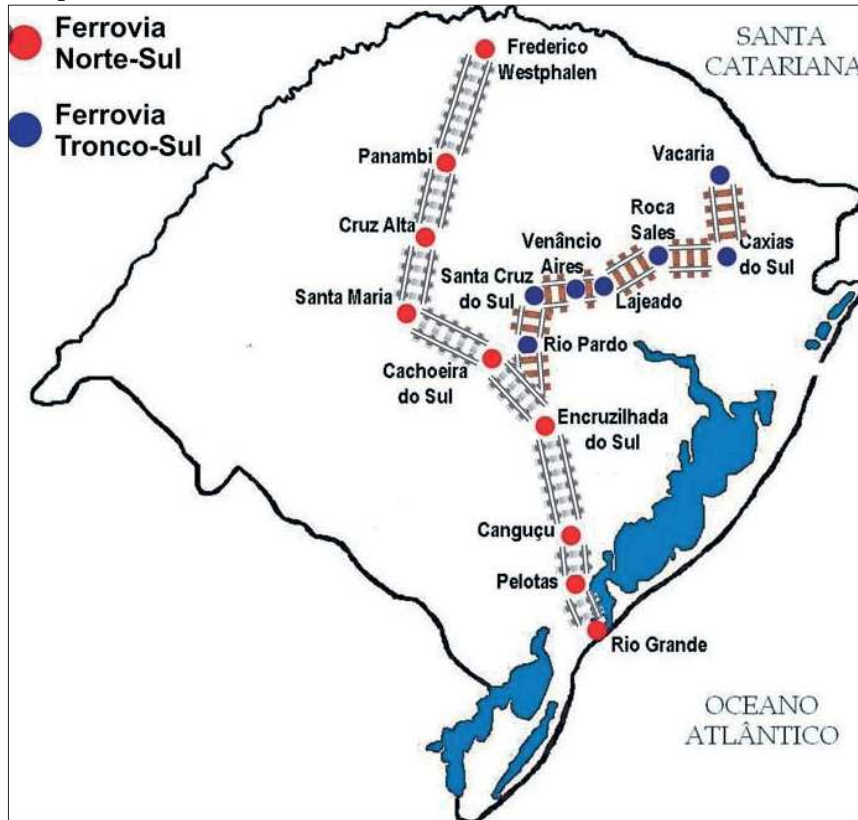 Ferrovia
Norte-Sul
Ferrovia
Tronco-Sul
Frederico
Westphalen
SANTA
CATARIANA
Panambi
Vacaria
Cruz Alta
Roca
Sales
Venâncio
Aires
Caxias
do Sul
Santa Cruz
do Sul
Santa Maria
Lajeado
Rio Pardo
Cachoeira
do Sul
Encruzilhada
do Sul
Canguçu
Pelotas
Rio Grande
OCEANO
ATLÂNTICO